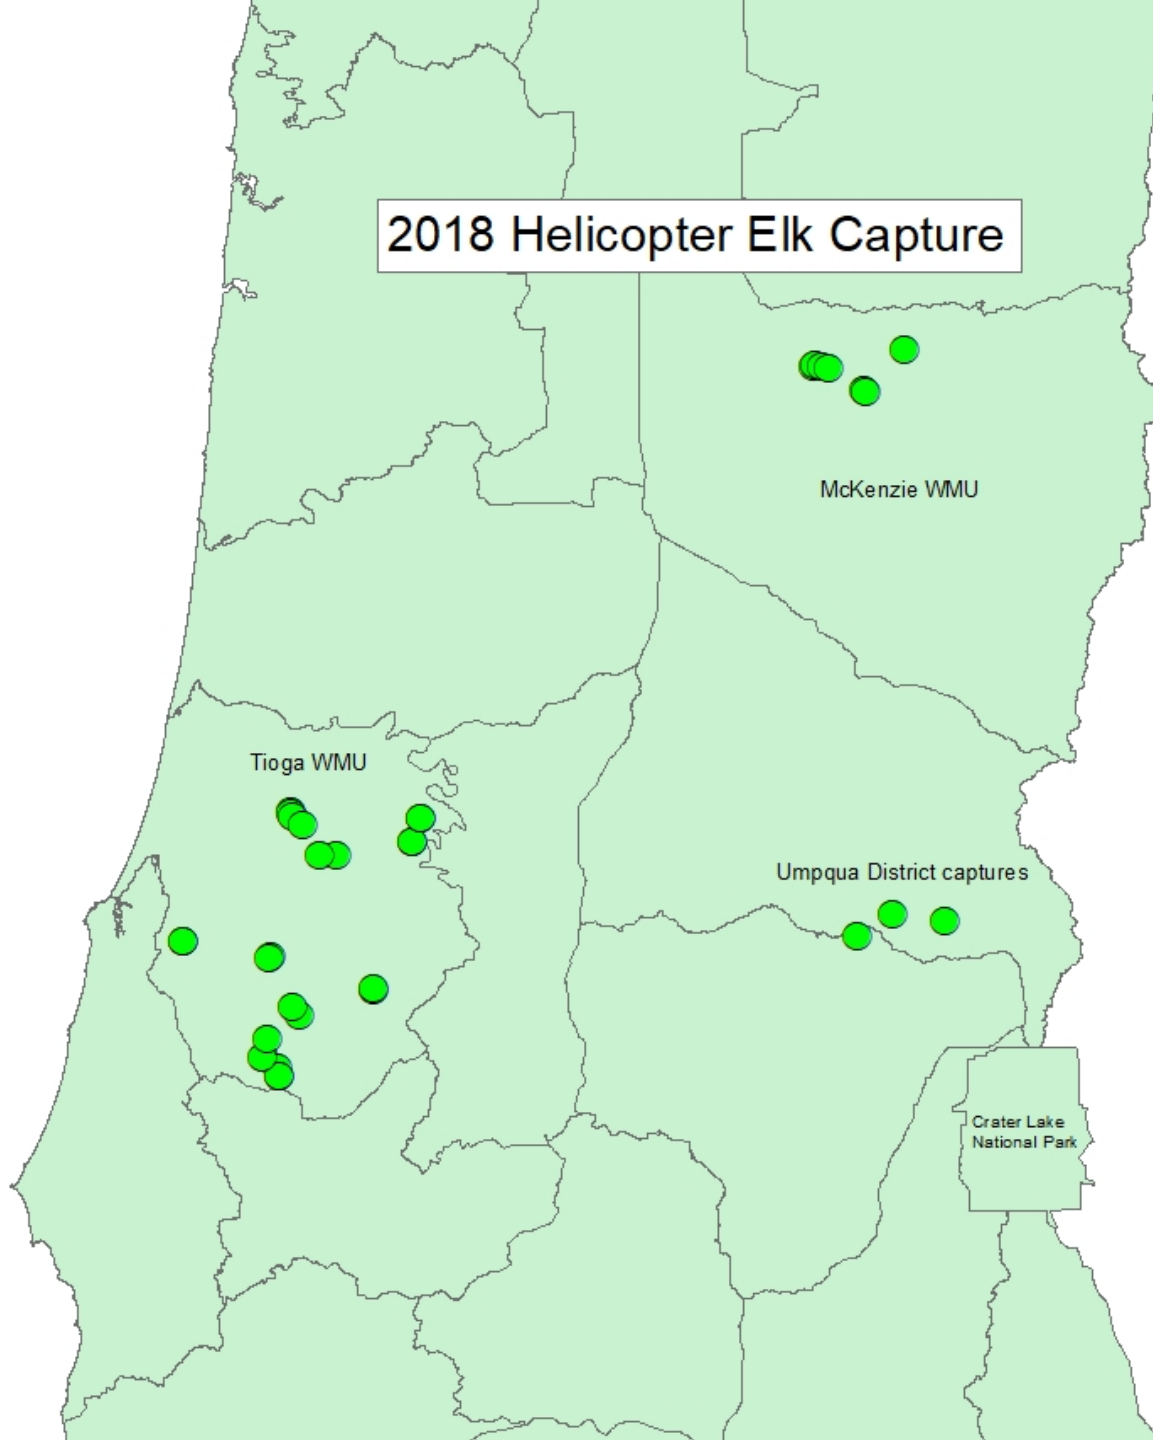 2018 Helicopter Elk Capture
McKenzie WMU
Tioga WMU
Umpqua District captures
Crater Lake
National Park